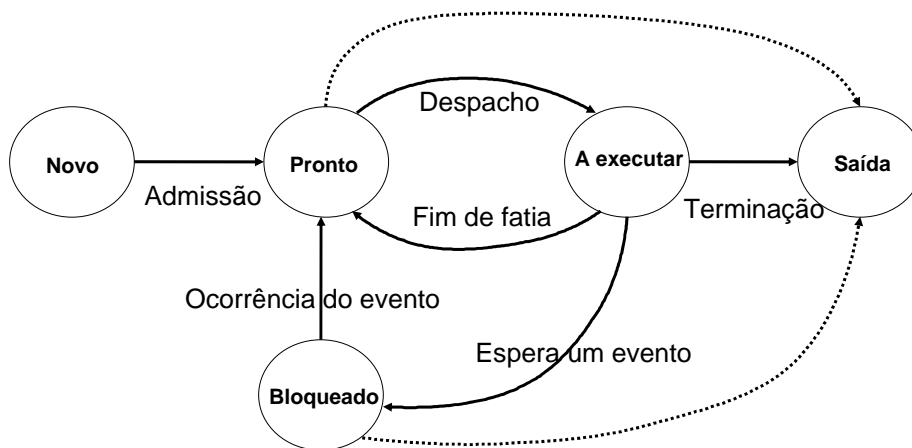 Despacho
Novo
Pronto
A executar
Saída
Admissão
Fim de fatia
Terminação
Ocorrência do evento
Espera um evento
Bloqueado